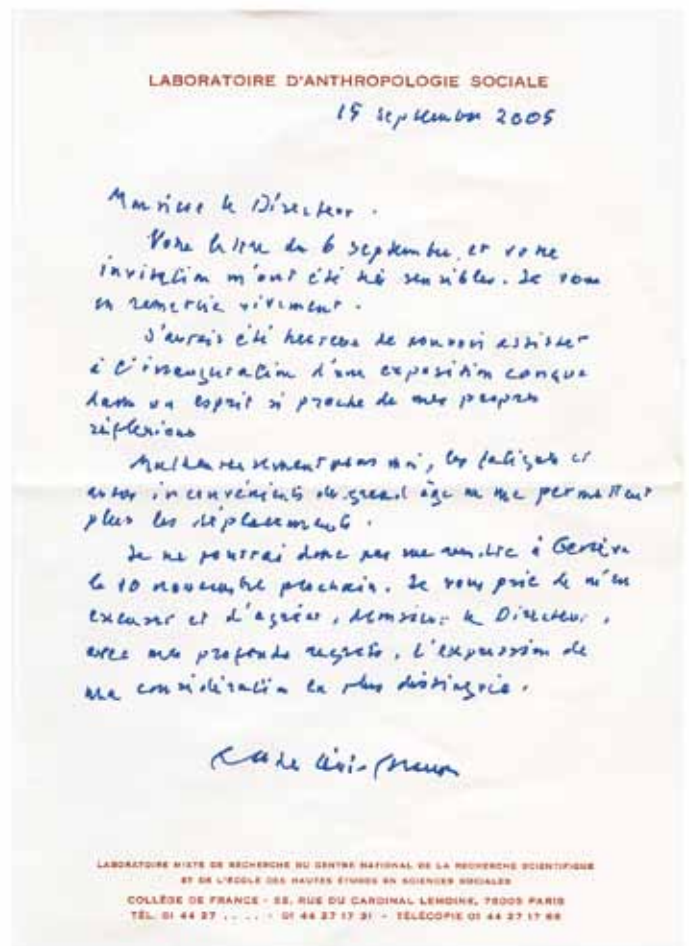 LABORATOIRE D'ANTHROPOLOGIE SOCIALE
15 septembre 2005
Monsieur le Directeur.
Votre lettre du 6 septembre, et votre
invitation m'ont été très sensibles. Je vous
en remercie vivement.
J'aurais été heureux de pouvoir assister
à l'inauguration d'une exposition conçue
dans un esprit si proche de mes propres
réflexions
Malheureusement pour moi, les fatigues et
autres inconvénients du grand âge ne me permettent
plus les déplacements.
Je ne pourrai donc pas me rendre à Genève
le 10 novembre prochain. Je vous prie de m'en
excuser et d'agréer, Monsieur le Directeur,
avec mes profonds regrets, l'expression de
ma considération la plus distinguée.
Claude Lévi-Strauss
LABORATOIRE MIXTE DE RECHERCHE DU CENTRE NATIONAL DE LA RECHERCHE SCIENTIFIQUE
ET DE L'ÉCOLE DES HAUTES ÉTUDES EN SCIENCES SOCIALES
COLLÈGE DE FRANCE - 52, RUE DU CARDINAL LEMOINE, 75005 PARIS
TÉL. 01 44 27 . . . . - 01 44 27 17 31 - TÉLÉCOPIE 01 44 27 17 66